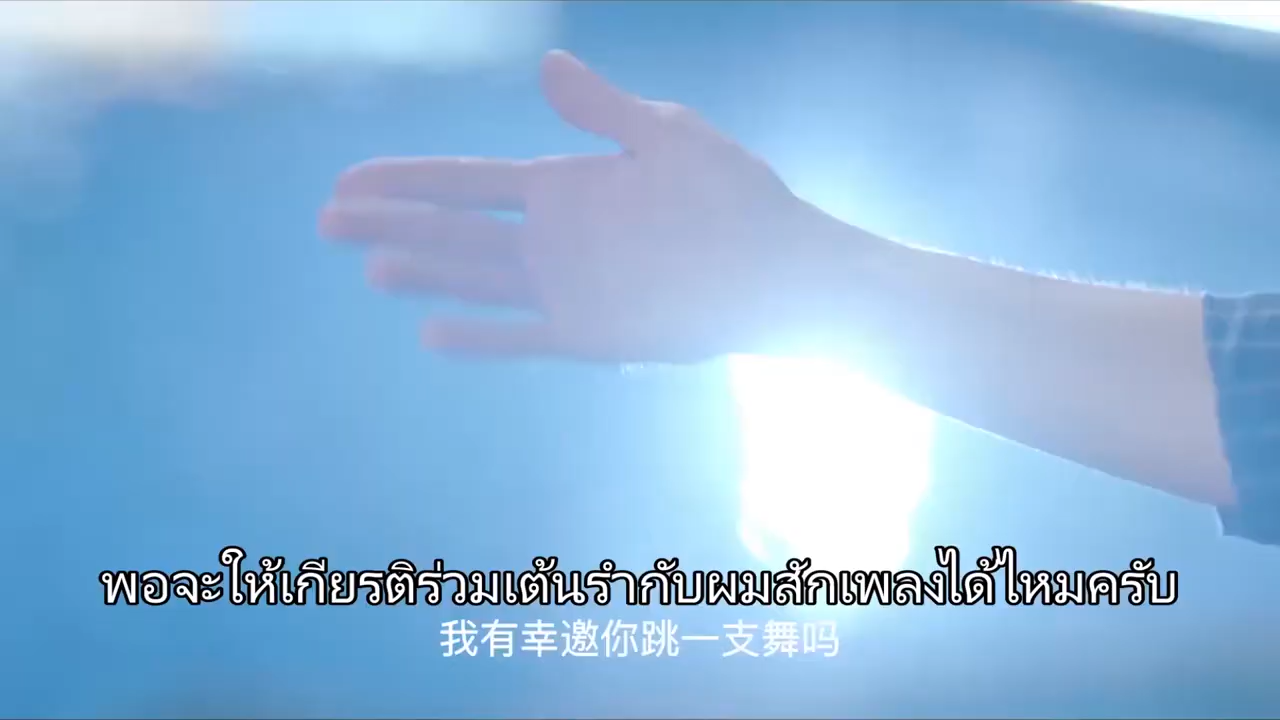 พอจะให้เกียรติร่วมเต้นรำกับผมสักเพลงได้ไหมครับ
我有幸邀你跳一支舞吗